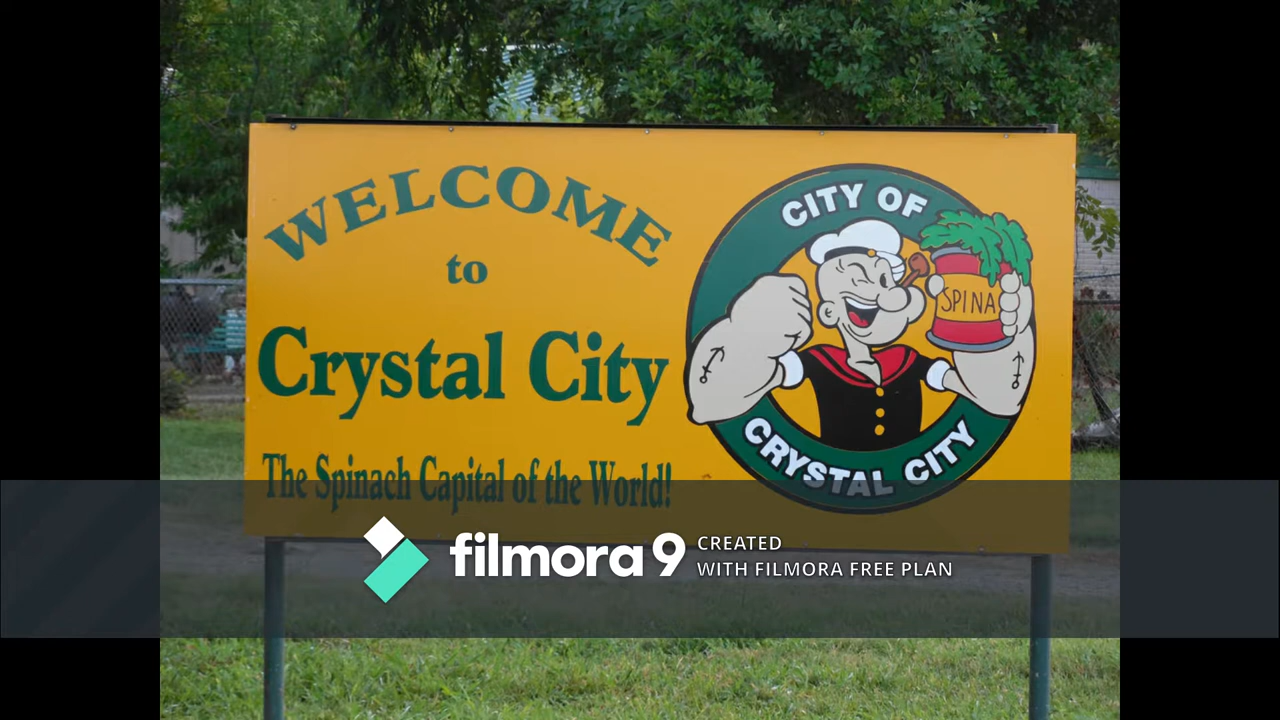 WELCOME
to
Crystal City
The Spinach Capital of the World!
CITY OF
SPINA
CRYSTAL CITY
filmora9
CREATED
WITH FILMORA FREE PLAN